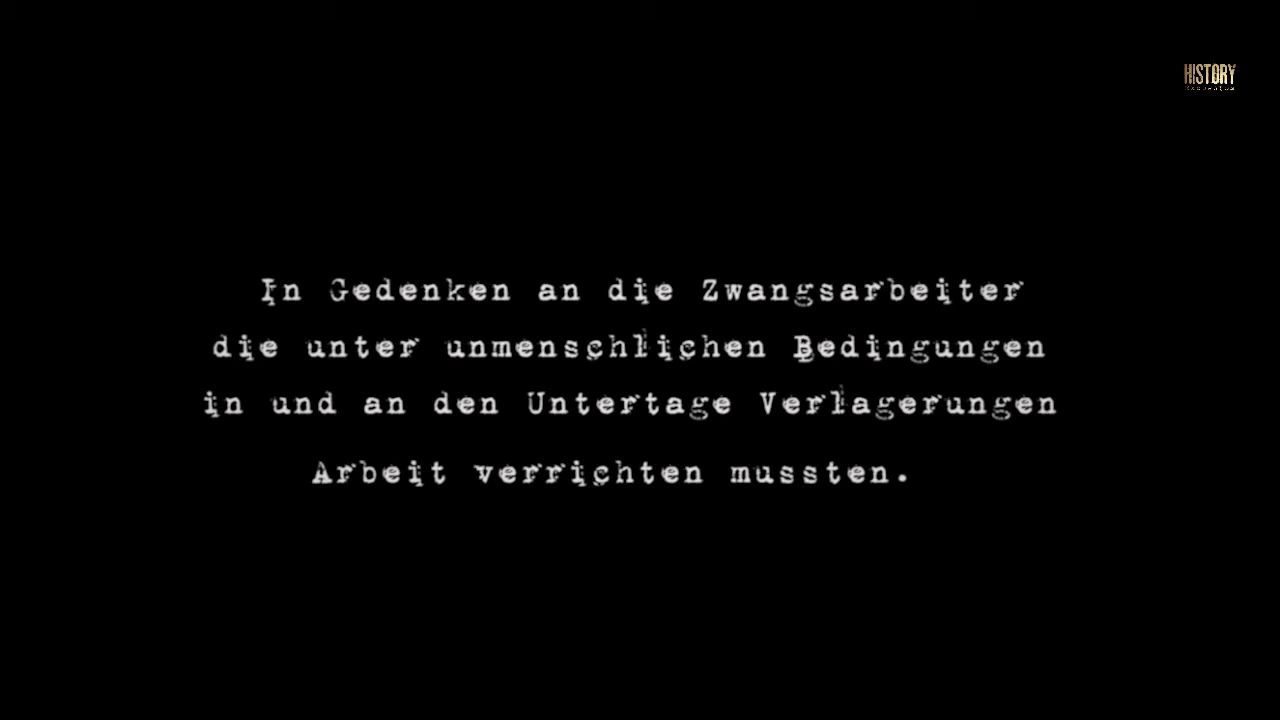 HISTORY
In Gedenken an die Zwangsarbeiter
die unter unmenschlichen Bedingungen
in und an den Untertage Verlagerungen
Arbeit verrichten mussten.